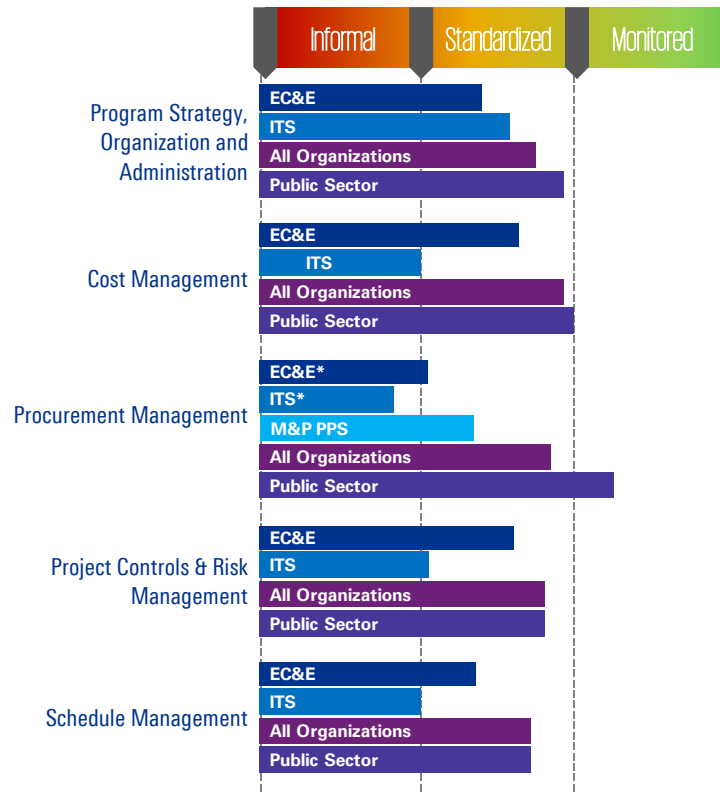 Informal Standardized Monitored
Program Strategy,
Organization and
Administration
EC&E
ITS
All Organizations
Public Sector
Cost Management
EC&E
ITS
All Organizations
Public Sector
Procurement Management
EC&E*
ITS*
M&P PPS
All Organizations
Public Sector
Project Controls & Risk
Management
EC&E
ITS
All Organizations
Public Sector
Schedule Management
EC&E
ITS
All Organizations
Public Sector